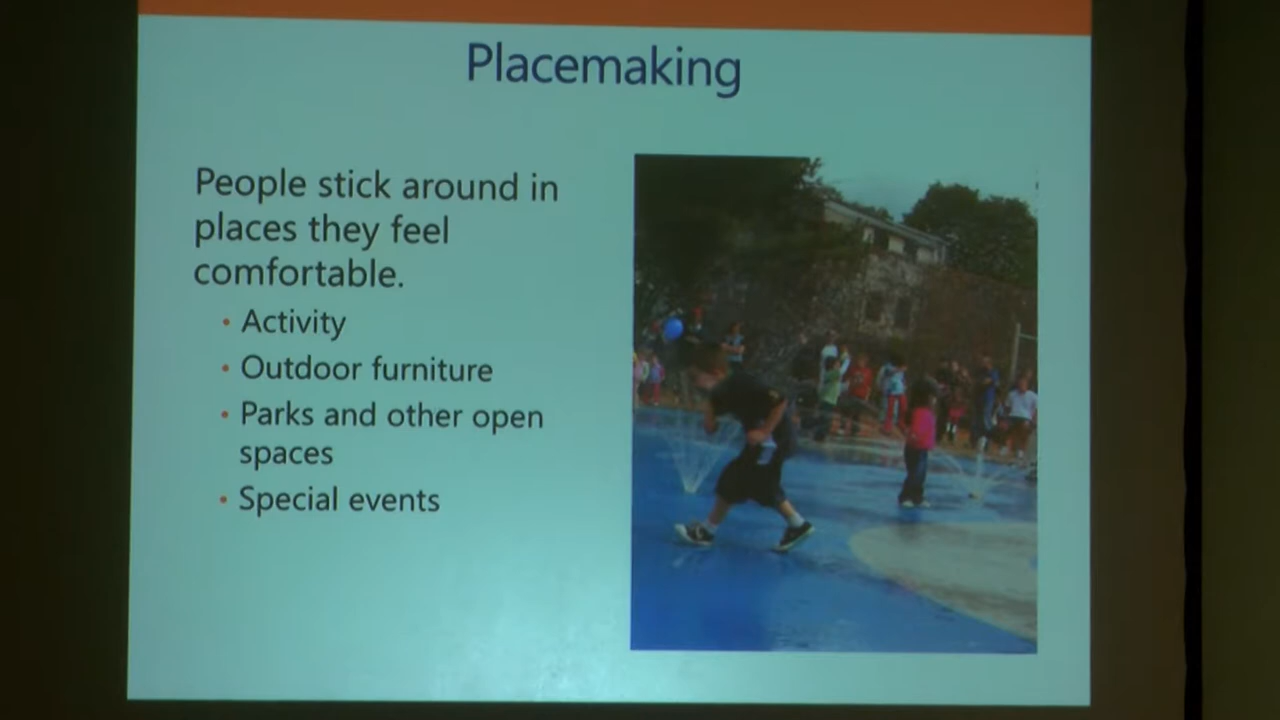 Placemaking
People stick around in
places they feel
comfortable.
• Activity
• Outdoor furniture
• Parks and other open
spaces
• Special events